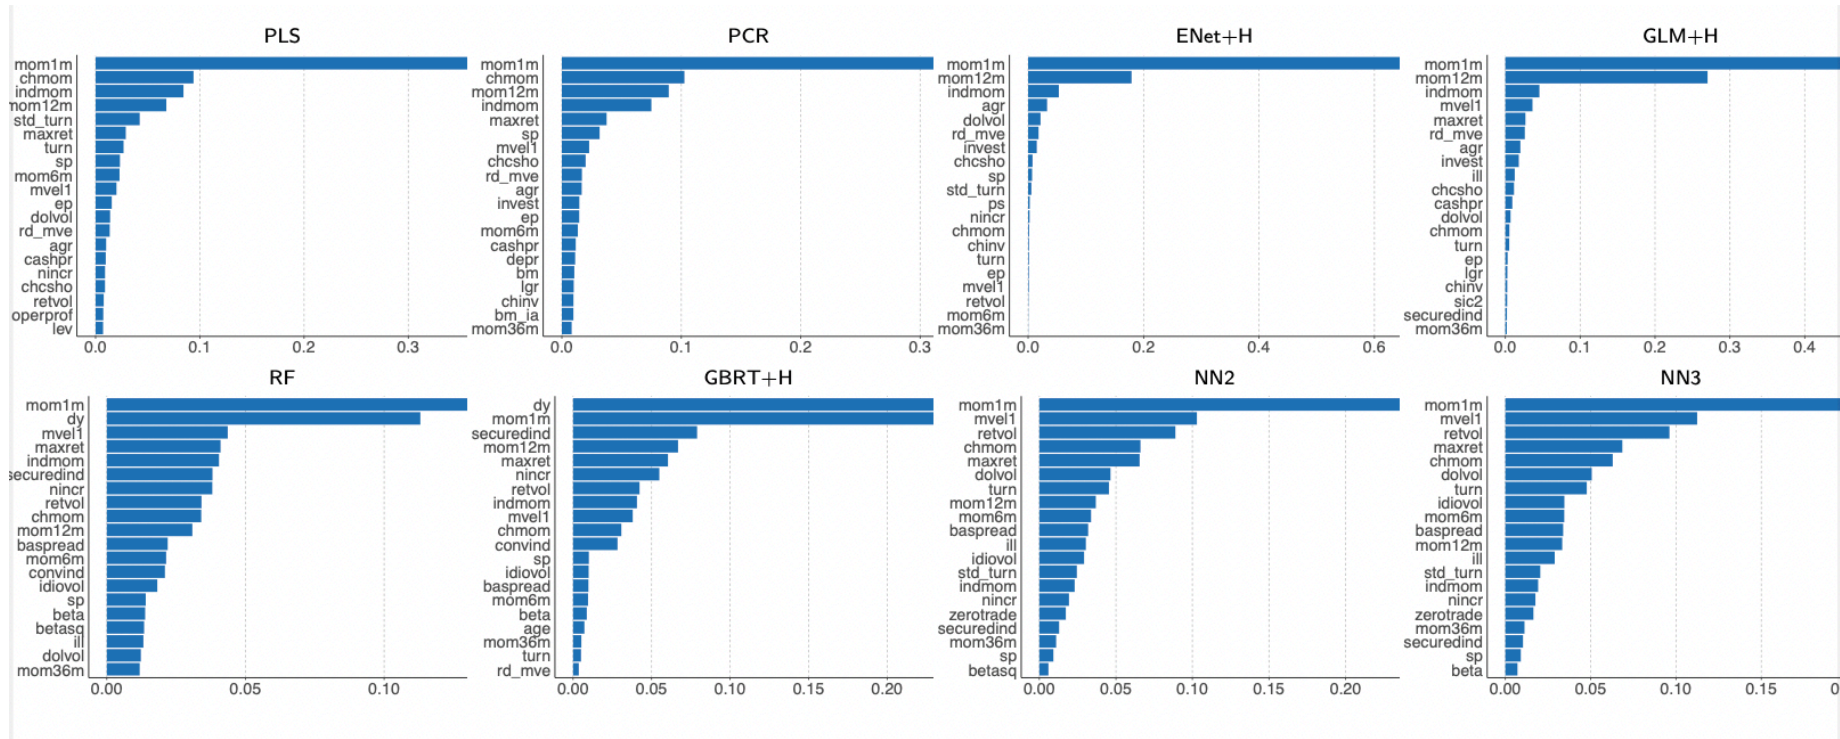 PLS
mom1m
chmom
indmom
mom12m
std_turn
maxret
turn
sp
mom6m
mvel1
ep
dolvol
rd_mve
agr
cashpr
nincr
chcsho
retvol
operprof
lev
0.0 0.1 0.2 0.3
PCR
mom1m
chmom
mom12m
indmom
maxret
sp
mvel1
chcsho
rd_mve
agr
invest
ep
mom6m
cashpr
depr
bm
lgr
chinv
bm_ia
mom36m
0.0 0.1 0.2 0.3
ENet+H
mom1m
mom12m
indmom
agr
dolvol
rd_mve
invest
chcsho
sp
std_turn
ps
nincr
chmom
chinv
turn
ep
mvel1
retvol
mom6m
mom36m
0.0 0.2 0.4 0.6
GLM+H
mom1m
mom12m
indmom
mvel1
maxret
rd_mve
agr
invest
ill
chcsho
cashpr
dolvol
chmom
turn
ep
lgr
chinv
sic2
securedind
mom36m
0.0 0.1 0.2 0.3 0.4
RF
mom1m
dy
mvel1
maxret
indmom
securedind
nincr
retvol
chmom
mom12m
baspread
mom6m
convind
idiovol
sp
beta
betasq
ill
dolvol
mom36m
0.00 0.05 0.10
GBRT+H
dy
mom1m
securedind
mom12m
maxret
nincr
retvol
indmom
mvel1
chmom
convind
sp
idiovol
baspread
mom6m
beta
age
mom36m
turn
rd_mve
0.00 0.05 0.10 0.15 0.20
NN2
mom1m
mvel1
retvol
chmom
maxret
dolvol
turn
mom12m
mom6m
baspread
ill
idiovol
std_turn
indmom
nincr
zerotrade
securedind
mom36m
sp
betasq
0.00 0.05 0.10 0.15 0.20
NN3
mom1m
mvel1
retvol
maxret
chmom
dolvol
turn
idiovol
mom6m
baspread
mom12m
ill
std_turn
indmom
nincr
zerotrade
mom36m
securedind
sp
beta
0.00 0.05 0.10 0.15